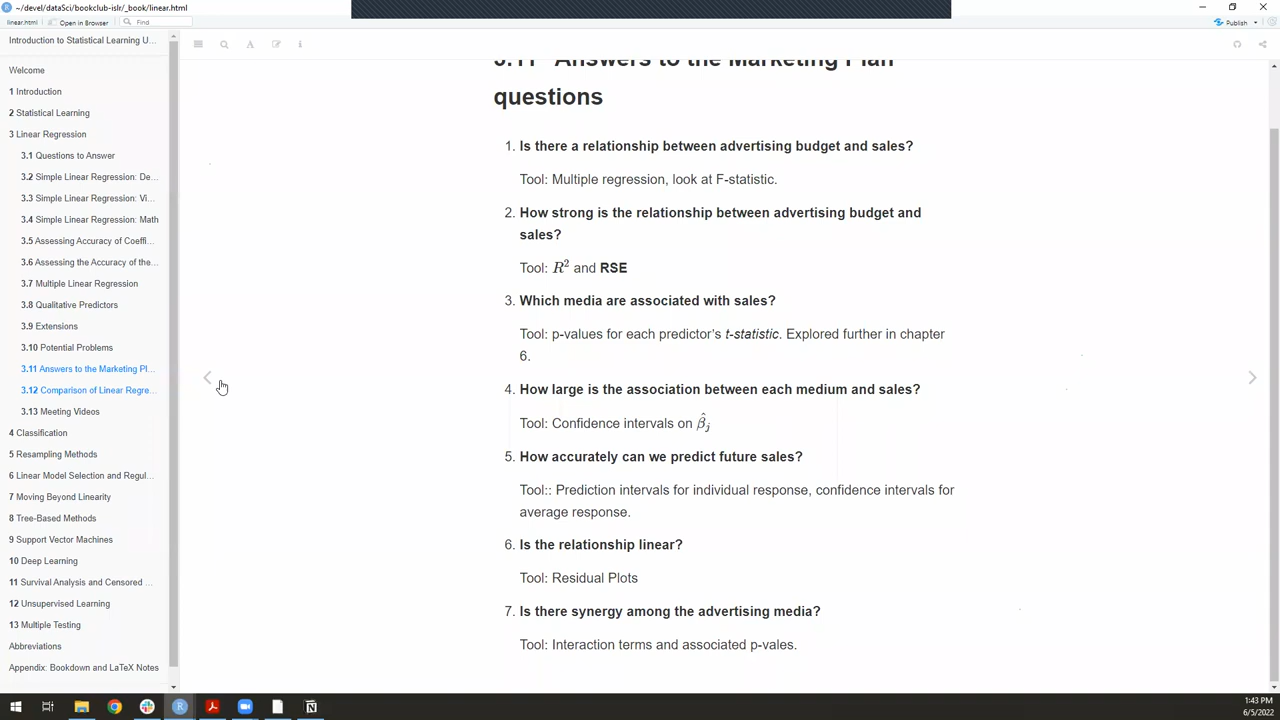 ~/devel/dataSci/bookclub-islr/_book/linear.html
linear.html
Open in Browser
Find
Publish
Introduction to Statistical Learning U...
Welcome
1 Introduction
2 Statistical Learning
3 Linear Regression
3.1 Questions to Answer
3.2 Simple Linear Regression: De...
3.3 Simple Linear Regression: Vi...
3.4 Simple Linear Regression: Math
3.5 Assessing Accuracy of Coeffi...
3.6 Assessing the Accuracy of the...
3.7 Multiple Linear Regression
3.8 Qualitative Predictors
3.9 Extensions
3.10 Potential Problems
3.11 Answers to the Marketing Pl...
3.12 Comparison of Linear Regre...
3.13 Meeting Videos
4 Classification
5 Resampling Methods
6 Linear Model Selection and Regul...
7 Moving Beyond Linearity
8 Tree-Based Methods
9 Support Vector Machines
10 Deep Learning
11 Survival Analysis and Censored ...
12 Unsupervised Learning
13 Multiple Testing
Abbreviations
Appendix: Bookdown and LaTeX Notes
3.11 Answers to the Marketing Plan
questions
1. Is there a relationship between advertising budget and sales?
Tool: Multiple regression, look at F-statistic.
2. How strong is the relationship between advertising budget and
sales?
Tool: R² and RSE
3. Which media are associated with sales?
Tool: p-values for each predictor's t-statistic. Explored further in chapter
6.
4. How large is the association between each medium and sales?
Tool: Confidence intervals on β̂ⱼ
5. How accurately can we predict future sales?
Tool:: Prediction intervals for individual response, confidence intervals for
average response.
6. Is the relationship linear?
Tool: Residual Plots
7. Is there synergy among the advertising media?
Tool: Interaction terms and associated p-vales.
1:43 PM
6/5/2022